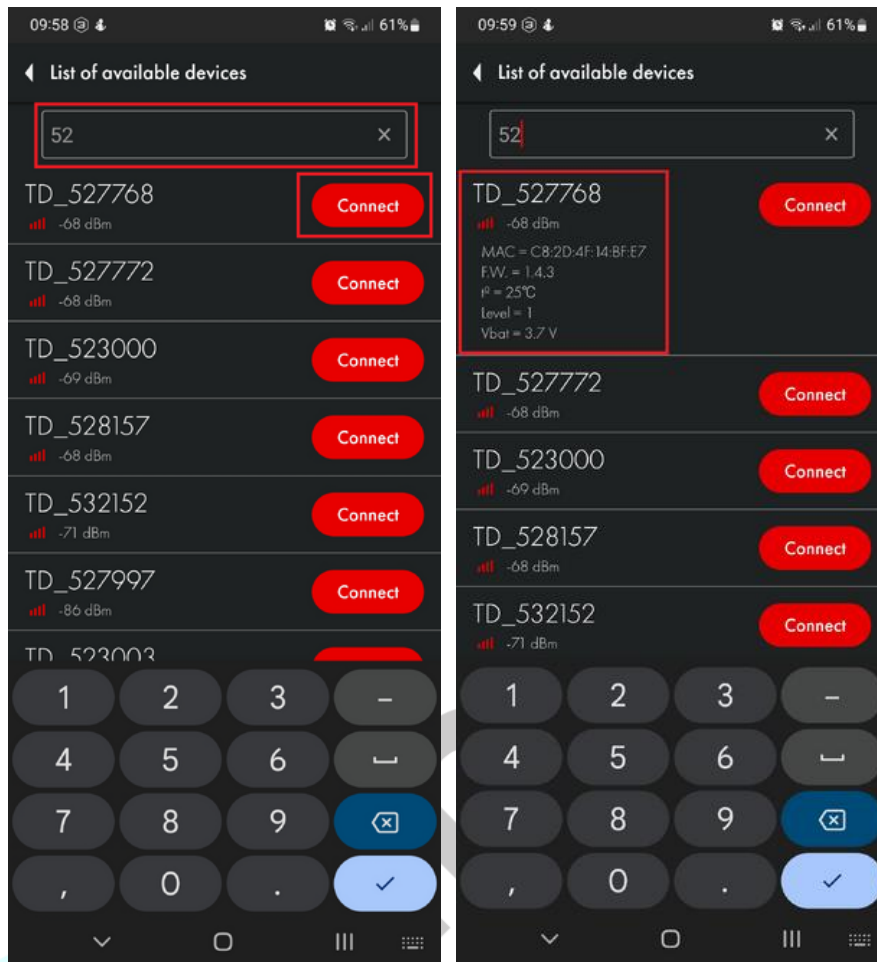 09:58 61%
List of available devices
52 ×
TD_527768
-68 dBm
Connect
TD_527772
-68 dBm
Connect
TD_523000
-69 dBm
Connect
TD_528157
-68 dBm
Connect
TD_532152
-71 dBm
Connect
TD_527997
-86 dBm
Connect
TD_523003
1 2 3 –
4 5 6
7 8 9
, 0 .
09:59 61%
List of available devices
52 ×
TD_527768
-68 dBm
Connect
MAC = C8:2D:4F:14:BF:E7
F.W. = 1.4.3
tº = 25°C
Level = 1
Vbat = 3.7 V
TD_527772
-68 dBm
Connect
TD_523000
-69 dBm
Connect
TD_528157
-68 dBm
Connect
TD_532152
-71 dBm
Connect
1 2 3 –
4 5 6
7 8 9
, 0 .